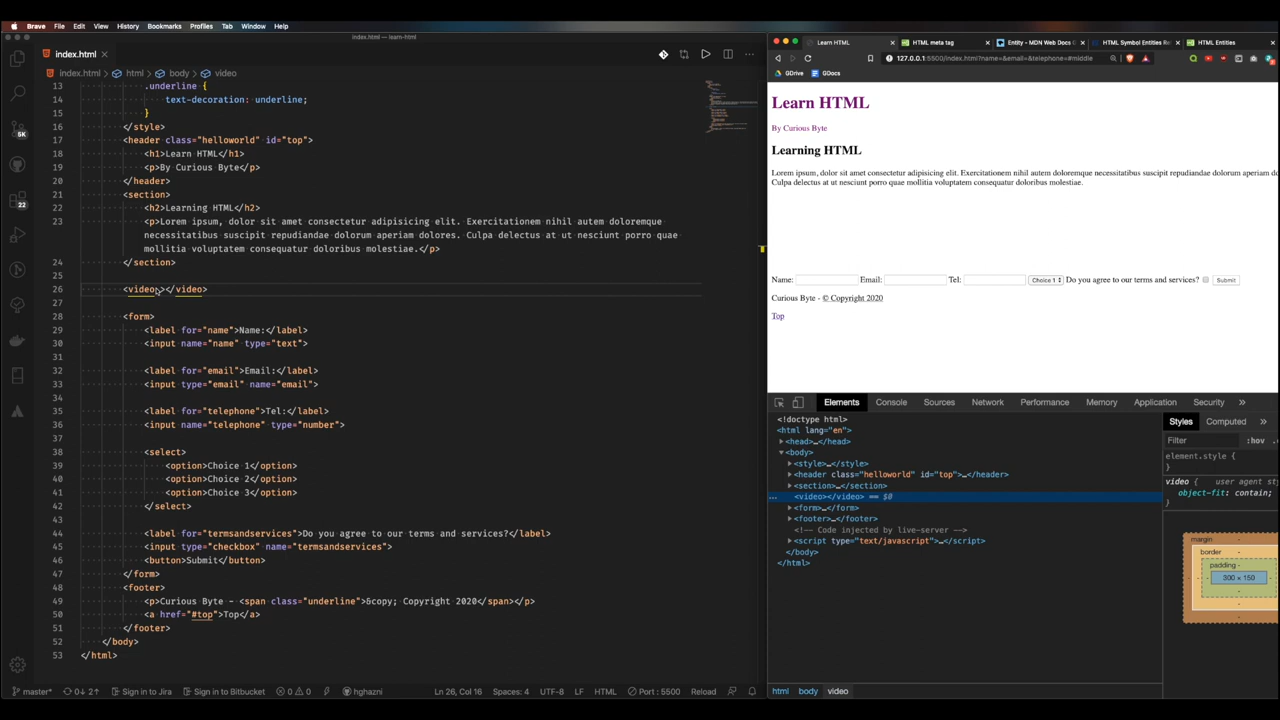 Brave File Edit View History Bookmarks Profiles Tab Window Help
index.html — learn-html
index.html
index.html > html > body > video
13 .underline {
14 text-decoration: underline;
15 }
16 </style>
17 <header class="helloworld" id="top">
18 <h1>Learn HTML</h1>
19 <p>By Curious Byte</p>
20 </header>
21 <section>
22 <h2>Learning HTML</h2>
23 <p>Lorem ipsum, dolor sit amet consectetur adipisicing elit. Exercitationem nihil autem doloremque
necessitatibus suscipit repudiandae dolorum aperiam dolores. Culpa delectus at ut nesciunt porro quae
mollitia voluptatem consequatur doloribus molestiae.</p>
24 </section>
25
26 <video></video>
27
28 <form>
29 <label for="name">Name:</label>
30 <input name="name" type="text">
31
32 <label for="email">Email:</label>
33 <input type="email" name="email">
34
35 <label for="telephone">Tel:</label>
36 <input name="telephone" type="number">
37
38 <select>
39 <option>Choice 1</option>
40 <option>Choice 2</option>
41 <option>Choice 3</option>
42 </select>
43
44 <label for="termsandservices">Do you agree to our terms and services?</label>
45 <input type="checkbox" name="termsandservices">
46 <button>Submit</button>
47 </form>
48 <footer>
49 <p>Curious Byte - <span class="underline">&copy; Copyright 2020</span></p>
50 <a href="#top">Top</a>
51 </footer>
52 </body>
53 </html>
6K
22
master* 0↓ 2↑ Sign in to Jira Sign in to Bitbucket 0 0 hghazni Ln 26, Col 16 Spaces: 4 UTF-8 LF HTML Port : 5500 Reload
Learn HTML HTML meta tag Entity - MDN Web Docs G HTML Symbol Entities Re HTML Entities
127.0.0.1:5500/index.html?name=&email=&telephone=#middle
GDrive GDocs
Learn HTML
By Curious Byte
Learning HTML
Lorem ipsum, dolor sit amet consectetur adipisicing elit. Exercitationem nihil autem doloremque necessitatibus suscipit repudiandae dolorum aperiam do
Culpa delectus at ut nesciunt porro quae mollitia voluptatem consequatur doloribus molestiae.
Name: Email: Tel: Choice 1 Do you agree to our terms and services? Submit
Curious Byte - © Copyright 2020
Top
Elements Console Sources Network Performance Memory Application Security
<!doctype html>
<html lang="en">
<head>…</head>
<body>
<style>…</style>
<header class="helloworld" id="top">…</header>
<section>…</section>
<video></video> == $0
<form>…</form>
<footer>…</footer>
<!-- Code injected by live-server -->
<script type="text/javascript">…</script>
</body>
</html>
html body video
Styles Computed
Filter :hov
element.style {
}
video { user agent sty
object-fit: contain;
}
margin -
border -
padding -
300 × 150